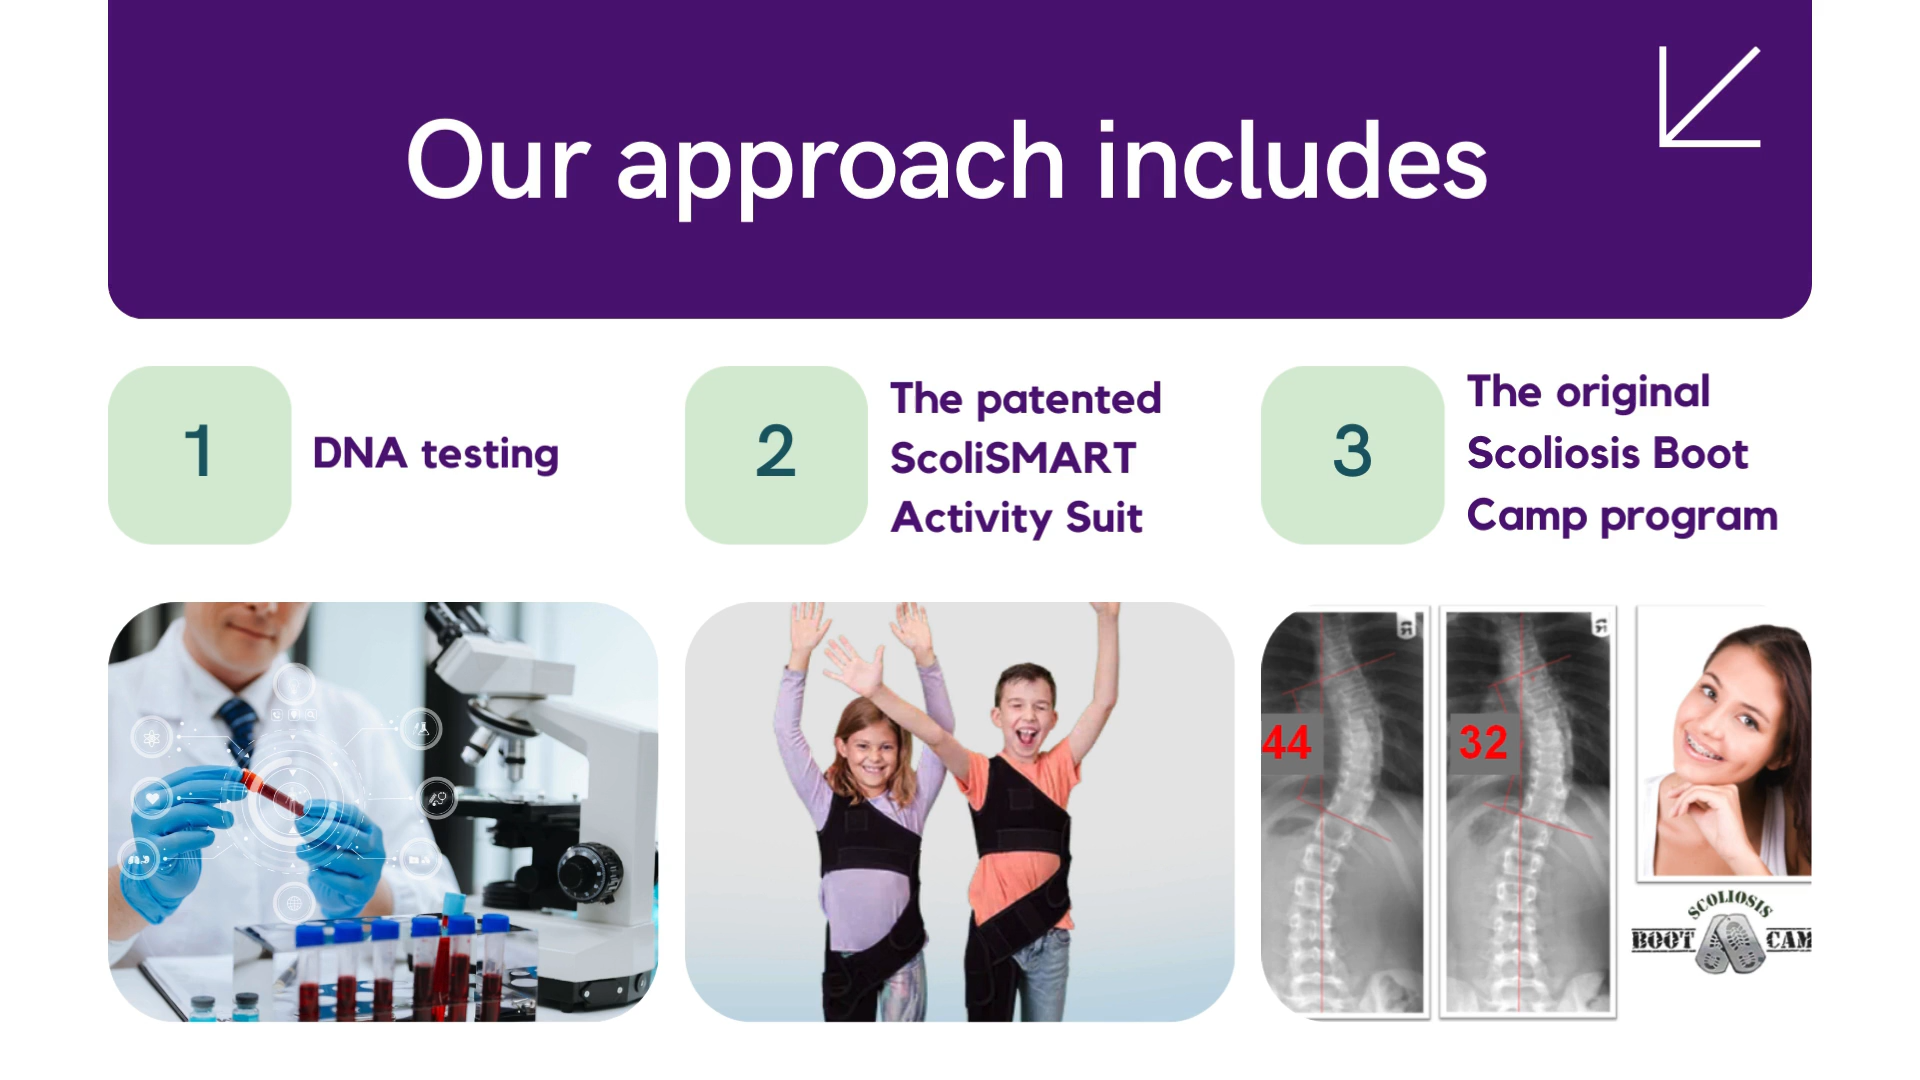 Our approach includes
1
DNA testing
2
The patented
ScoliSMART
Activity Suit
3
The original
Scoliosis Boot
Camp program
44
32
SCOLIOSIS
BOOT CAM